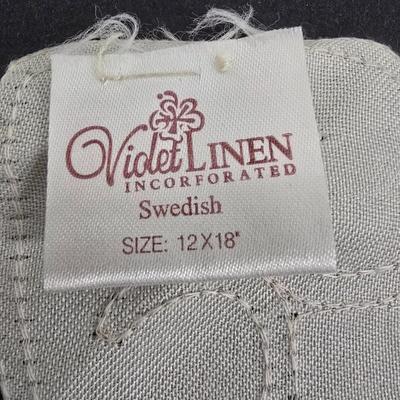 Violet LINEN
INCORPORATED
Swedish
SIZE: 12X18"